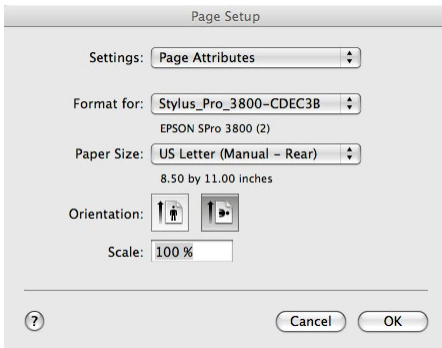 Page Setup
Settings: Page Attributes
Format for: Stylus_Pro_3800-CDEC3B
EPSON SPro 3800 (2)
Paper Size: US Letter (Manual - Rear)
8.50 by 11.00 inches
Orientation:
Scale: 100 %
? Cancel OK